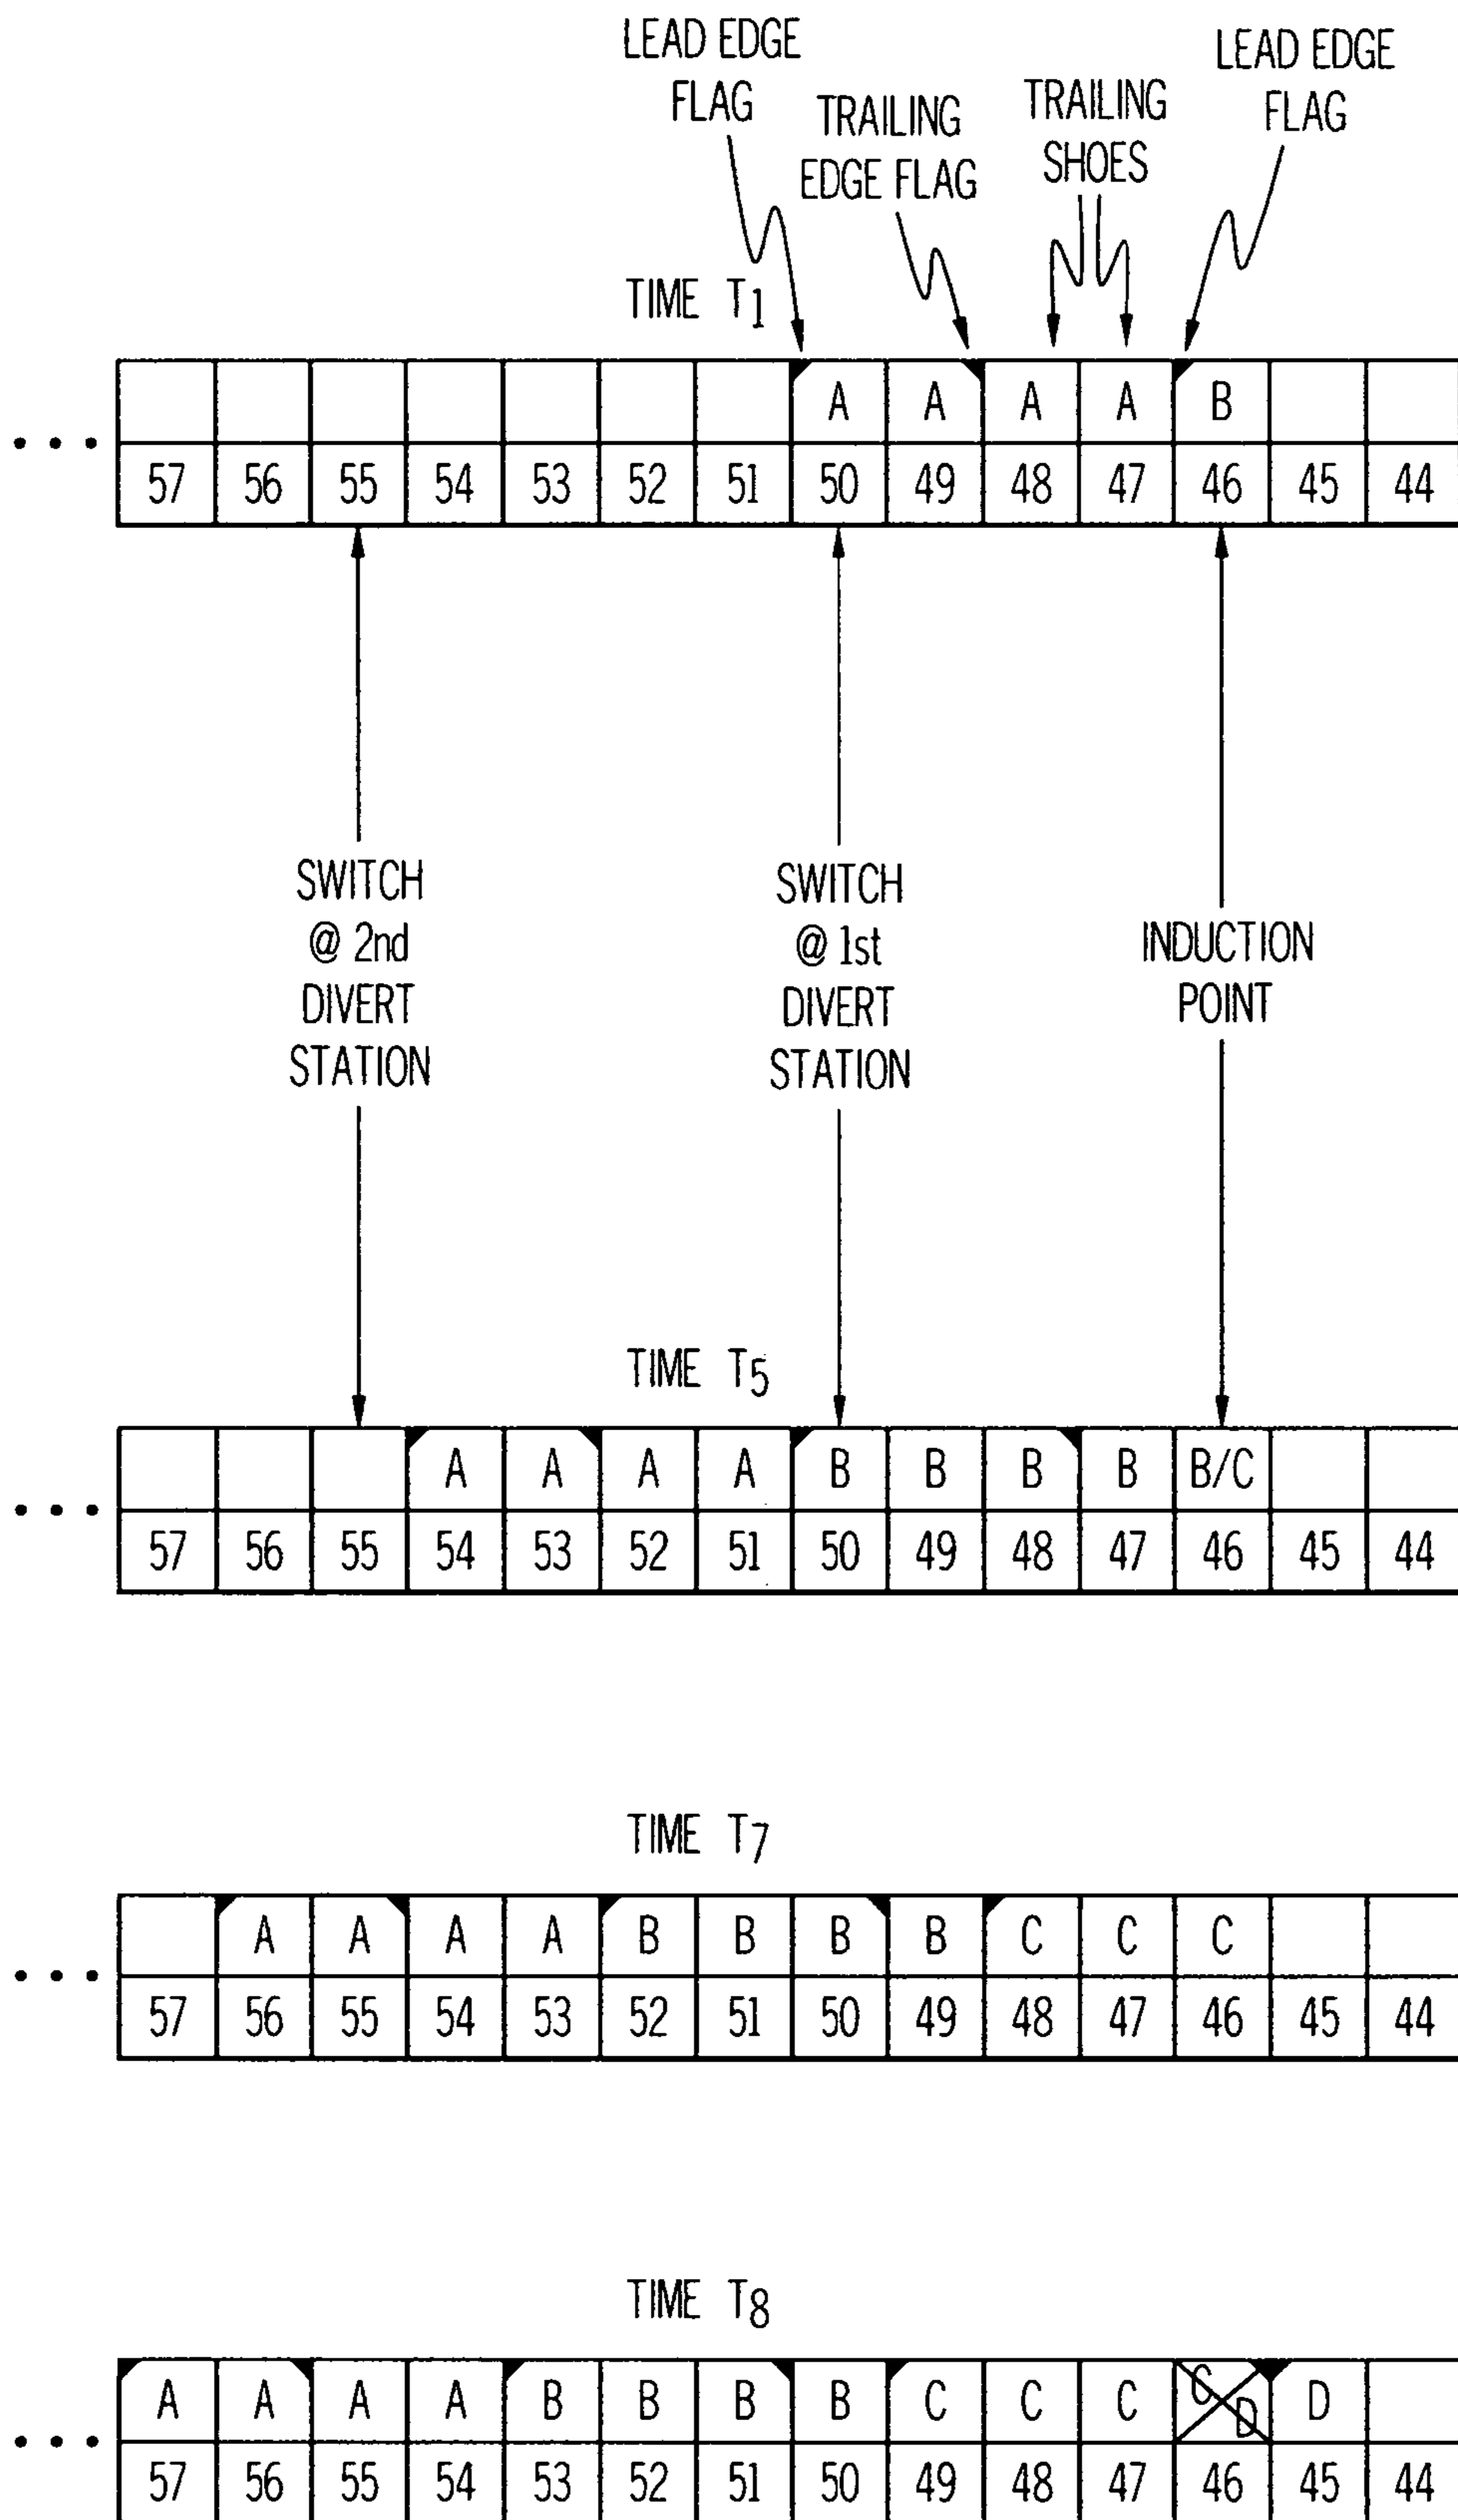 LEAD EDGE
FLAG
TRAILING
EDGE FLAG
TRAILING
SHOES
LEAD EDGE
FLAG
TIME T1
A A A A B
... 57 56 55 54 53 52 51 50 49 48 47 46 45 44
SWITCH
@ 2nd
DIVERT
STATION
SWITCH
@ 1st
DIVERT
STATION
INDUCTION
POINT
TIME T5
A A A A B B B B B/C
... 57 56 55 54 53 52 51 50 49 48 47 46 45 44
TIME T7
A A A A B B B B C C C
... 57 56 55 54 53 52 51 50 49 48 47 46 45 44
TIME T8
A A A A B B B B C C C C D D
... 57 56 55 54 53 52 51 50 49 48 47 46 45 44